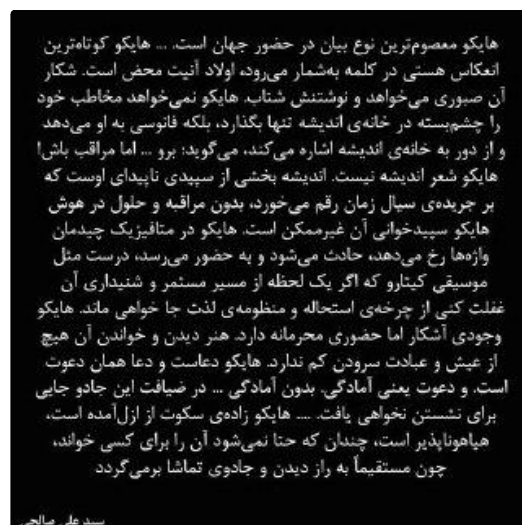 هایکو معصوم‌ترین نوع بیان در حضور جهان است. ... هایکو کوتاه‌ترین
انعکاس هستی در کلمه به‌شمار می‌رود، اولاد آنیت محض است. شکار
آن صبوری می‌خواهد و نوشتنش شتاب. هایکو نمی‌خواهد مخاطب خود
را چشم‌بسته در خانه‌ی اندیشه تنها بگذارد، بلکه فانوسی به او می‌دهد
و از دور به خانه‌ی اندیشه اشاره می‌کند، می‌گوید: برو ... اما مراقب باش!
هایکو شعر اندیشه نیست. اندیشه بخشی از سپیدی ناپیدای اوست که
بر جریده‌ی سیال زمان رقم می‌خورد، بدون مراقبه و حلول در هوش
هایکو سپیدخوانی آن غیرممکن است. هایکو در متافیزیک چیدمان
واژه‌ها رخ می‌دهد، حادث می‌شود و به حضور می‌رسد، درست مثل
موسیقی کیتارو که اگر یک لحظه از مسیر مستمر و شنیداری آن
غفلت کنی از چرخه‌ی استحاله و منظومه‌ی لذت جا خواهی ماند. هایکو
وجودی آشکار اما حضوری محرمانه دارد. هنر دیدن و خواندن آن هیچ
از عیش و عبادت سرودن کم ندارد. هایکو دعاست و دعا همان دعوت
است. و دعوت یعنی آمادگی. بدون آمادگی ... در ضیافت این جادو جایی
برای نشستن نخواهی یافت. .... هایکو زاده‌ی سکوت از ازل‌آمده است،
هیاهوناپذیر است، چندان که حتا نمی‌شود آن را برای کسی خواند،
چون مستقیماً به راز دیدن و جادوی تماشا برمی‌گردد
سید علی صالحی